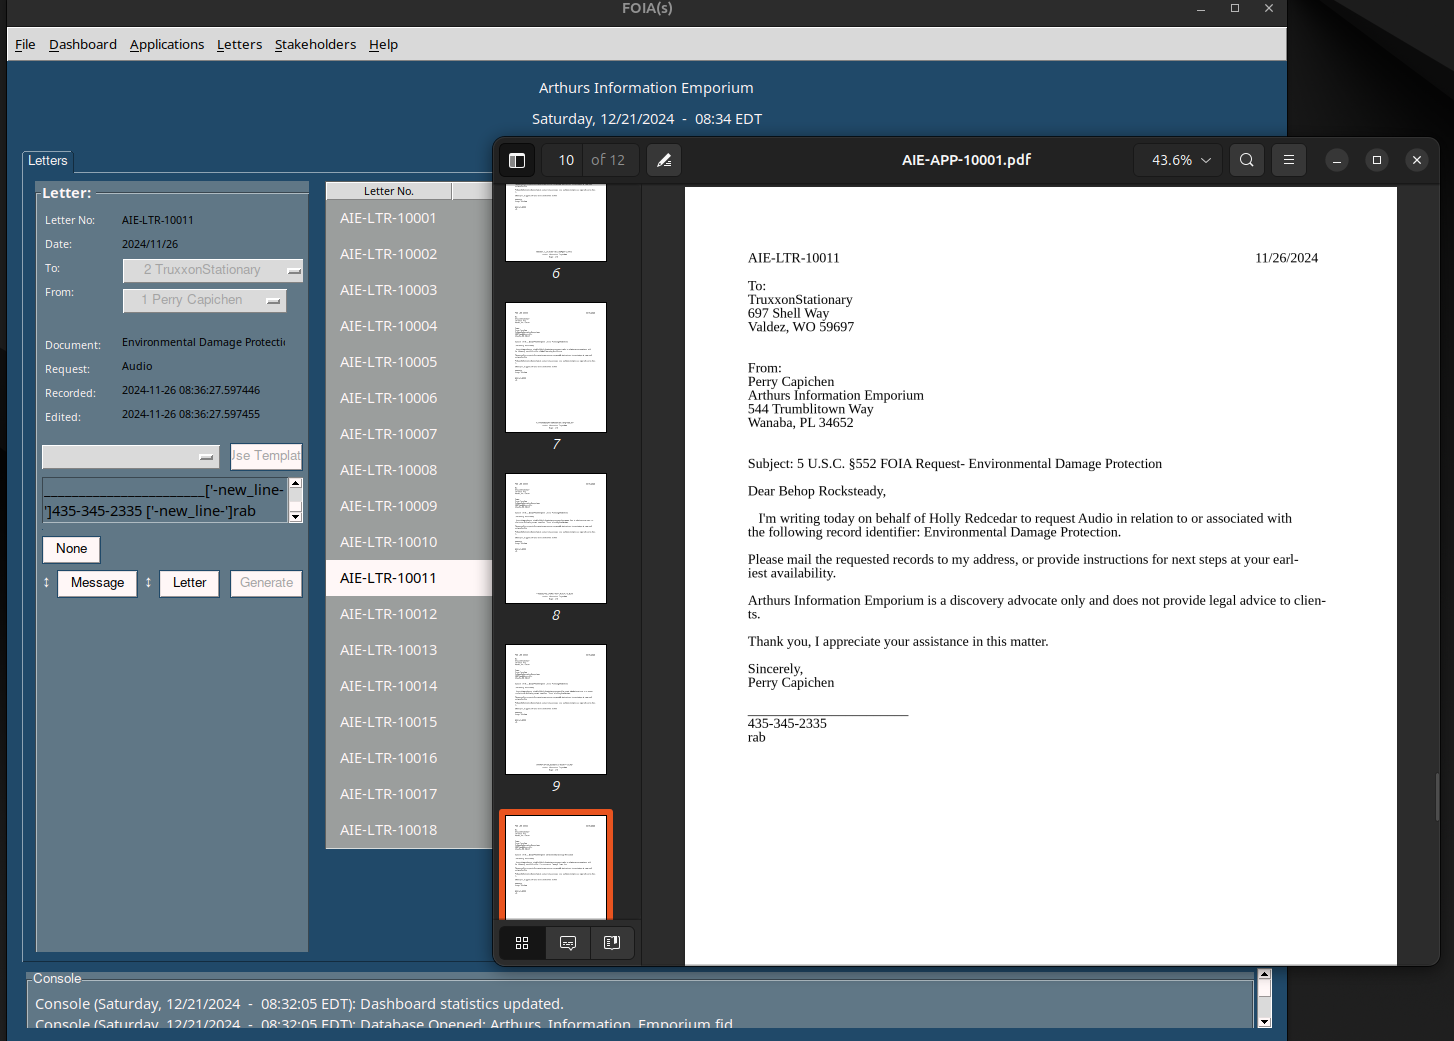 FOIA(s)
File Dashboard Applications Letters Stakeholders Help
Arthurs Information Emporium
Saturday, 12/21/2024 - 08:34 EDT
Letters
Letter:
Letter No: AIE-LTR-10011
Date: 2024/11/26
To: 2 TruxxonStationary
From: 1 Perry Capichen
Document: Environmental Damage Protecti
Request: Audio
Recorded: 2024-11-26 08:36:27.597446
Edited: 2024-11-26 08:36:27.597455
Use Templat
_______________________['-new_line-
']435-345-2335 ['-new_line-']rab
None
Message
Letter
Generate
Letter No.
AIE-LTR-10001
AIE-LTR-10002
AIE-LTR-10003
AIE-LTR-10004
AIE-LTR-10005
AIE-LTR-10006
AIE-LTR-10007
AIE-LTR-10008
AIE-LTR-10009
AIE-LTR-10010
AIE-LTR-10011
AIE-LTR-10012
AIE-LTR-10013
AIE-LTR-10014
AIE-LTR-10015
AIE-LTR-10016
AIE-LTR-10017
AIE-LTR-10018
10 of 12
AIE-APP-10001.pdf
43.6%
6
7
8
9
AIE-LTR-10011 11/26/2024
To:
TruxxonStationary
697 Shell Way
Valdez, WO 59697
From:
Perry Capichen
Arthurs Information Emporium
544 Trumblitown Way
Wanaba, PL 34652
Subject: 5 U.S.C. §552 FOIA Request- Environmental Damage Protection
Dear Behop Rocksteady,
I'm writing today on behalf of Holly Redcedar to request Audio in relation to or associated with
the following record identifier: Environmental Damage Protection.
Please mail the requested records to my address, or provide instructions for next steps at your earl-
iest availability.
Arthurs Information Emporium is a discovery advocate only and does not provide legal advice to clien-
ts.
Thank you, I appreciate your assistance in this matter.
Sincerely,
Perry Capichen
_______________________
435-345-2335
rab
Console
Console (Saturday, 12/21/2024 - 08:32:05 EDT): Dashboard statistics updated.
Console (Saturday, 12/21/2024 - 08:32:05 EDT): Database Opened: Arthurs_Information_Emporium.fid